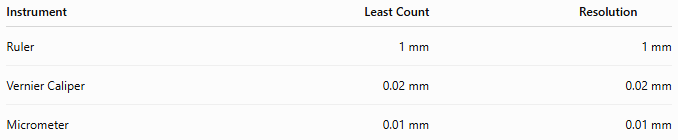 Instrument Least Count Resolution
Ruler 1 mm 1 mm
Vernier Caliper 0.02 mm 0.02 mm
Micrometer 0.01 mm 0.01 mm